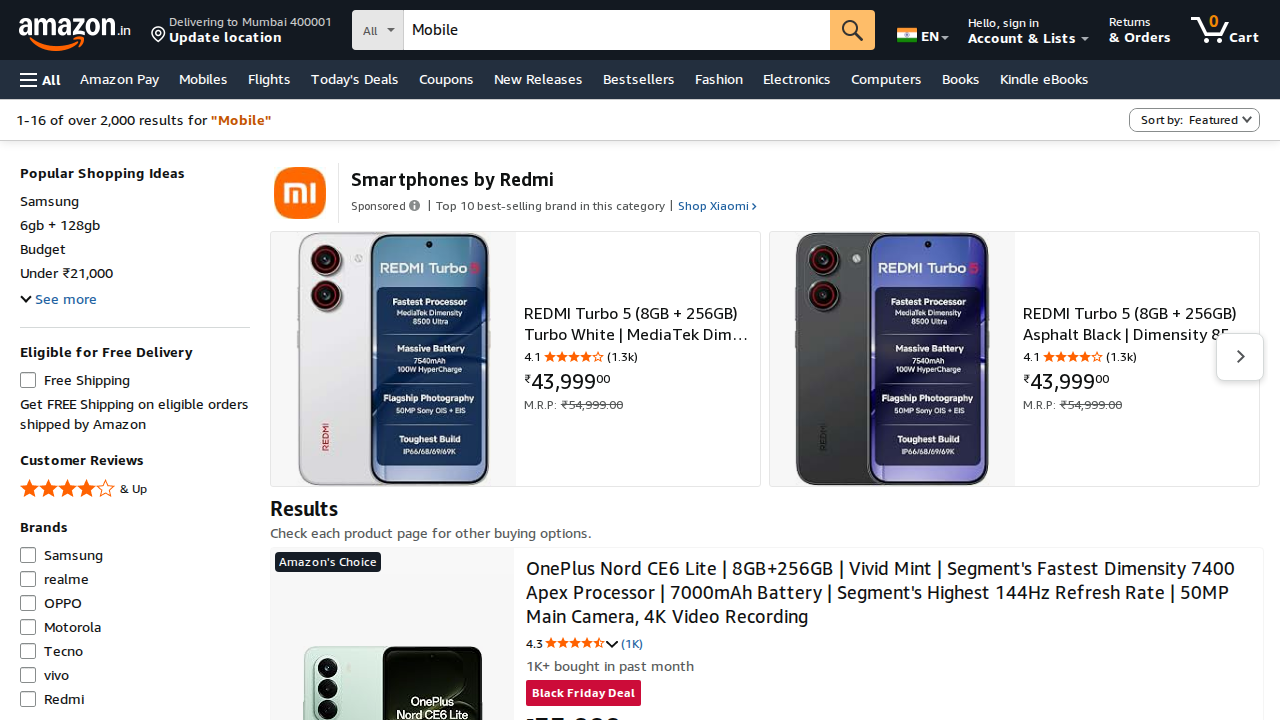 amazon.in
Delivering to Mumbai 400001
Update location
All
Mobile
EN
Hello, sign in
Account & Lists
Returns
& Orders
0
Cart
All
Amazon Pay
Mobiles
Flights
Today's Deals
Coupons
New Releases
Bestsellers
Fashion
Electronics
Computers
Books
Kindle eBooks
1-16 of over 2,000 results for "Mobile"
Sort by: Featured
Popular Shopping Ideas
Samsung
6gb + 128gb
Budget
Under ₹21,000
See more
Eligible for Free Delivery
Free Shipping
Get FREE Shipping on eligible orders
shipped by Amazon
Customer Reviews
& Up
Brands
Samsung
realme
OPPO
Motorola
Tecno
vivo
Redmi
Smartphones by Redmi
Sponsored | Top 10 best-selling brand in this category | Shop Xiaomi
REDMI Turbo 5
Fastest Processor
MediaTek Dimensity
8500 Ultra
Massive Battery
7540mAh
100W HyperCharge
Flagship Photography
50MP Sony OIS + EIS
Toughest Build
IP66/68/69/69K
REDMI
REDMI Turbo 5 (8GB + 256GB)
Turbo White | MediaTek Dim…
4.1 (1.3k)
₹43,99900
M.R.P: ₹54,999.00
REDMI Turbo 5
Fastest Processor
MediaTek Dimensity
8500 Ultra
Massive Battery
7540mAh
100W HyperCharge
Flagship Photography
50MP Sony OIS + EIS
Toughest Build
IP66/68/69/69K
REDMI
REDMI Turbo 5 (8GB + 256GB)
Asphalt Black | Dimensity 85
4.1 (1.3k)
₹43,99900
M.R.P: ₹54,999.00
Results
Check each product page for other buying options.
Amazon's Choice
OnePlus
Nord CE6 Lite
OnePlus Nord CE6 Lite | 8GB+256GB | Vivid Mint | Segment's Fastest Dimensity 7400
Apex Processor | 7000mAh Battery | Segment's Highest 144Hz Refresh Rate | 50MP
Main Camera, 4K Video Recording
4.3 (1K)
1K+ bought in past month
Black Friday Deal